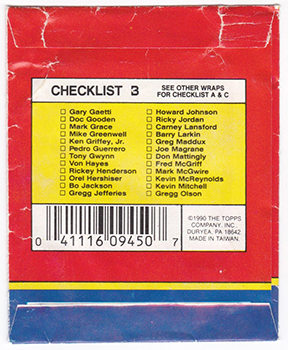 CHECKLIST 3
SEE OTHER WRAPS
FOR CHECKLIST A & C
Gary Gaetti
Doc Gooden
Mark Grace
Mike Greenwell
Ken Griffey, Jr.
Pedro Guerrero
Tony Gwynn
Von Hayes
Rickey Henderson
Orel Hershiser
Bo Jackson
Gregg Jefferies
Howard Johnson
Ricky Jordan
Carney Lansford
Barry Larkin
Greg Maddux
Joe Magrane
Don Mattingly
Fred McGriff
Mark McGwire
Kevin McReynolds
Kevin Mitchell
Gregg Olson
0 41116 09450 7
©1990 THE TOPPS
COMPANY, INC.
DURYEA, PA 18642
MADE IN TAIWAN.